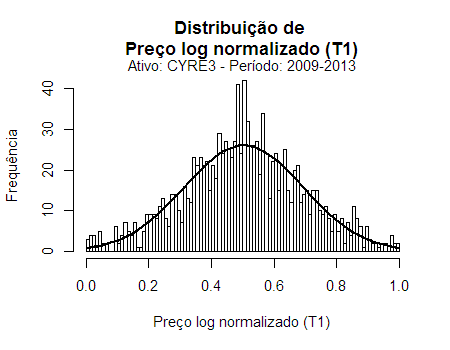 Distribuição de
Preço log normalizado (T1)
Ativo: CYRE3 - Período: 2009-2013
Frequência
40
30
20
10
0
0.0 0.2 0.4 0.6 0.8 1.0
Preço log normalizado (T1)